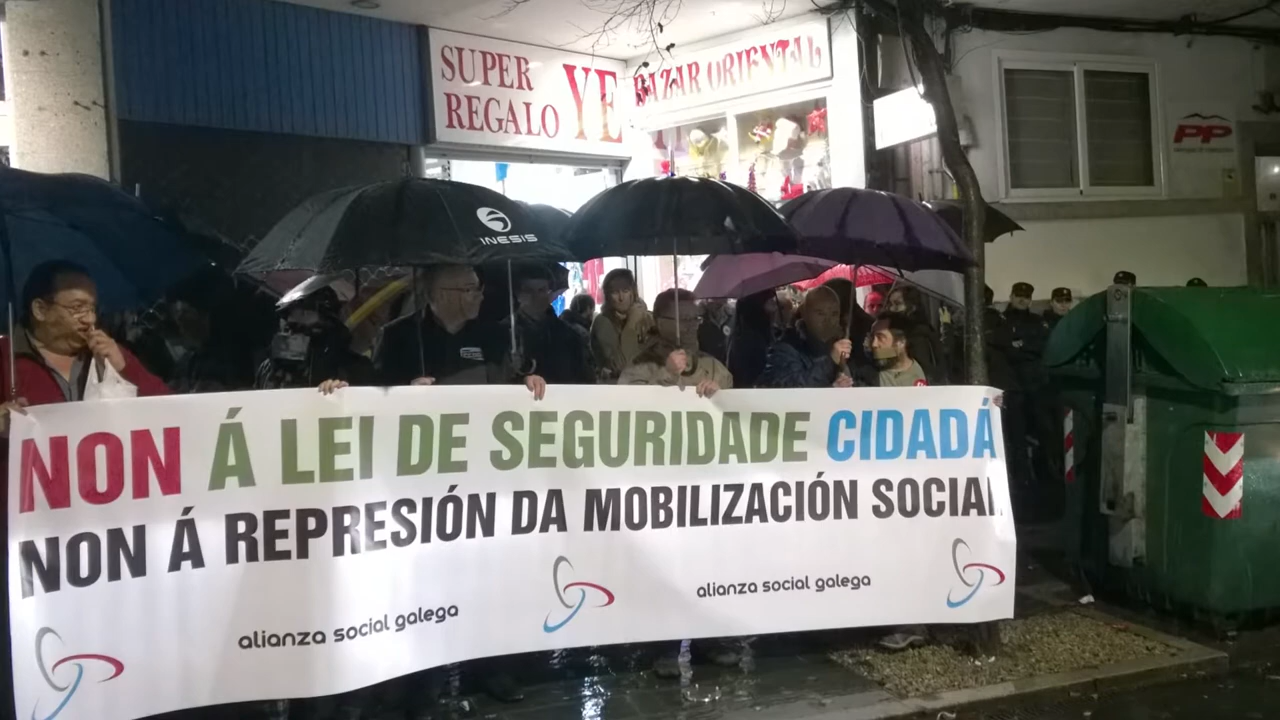 SUPER
REGALO
YE
BAZAR ORIENTAL
PP
INESIS
NON Á LEI DE SEGURIDADE CIDADÁ
NON Á REPRESIÓN DA MOBILIZACIÓN SOCIAL
alianza social galega
alianza social galega